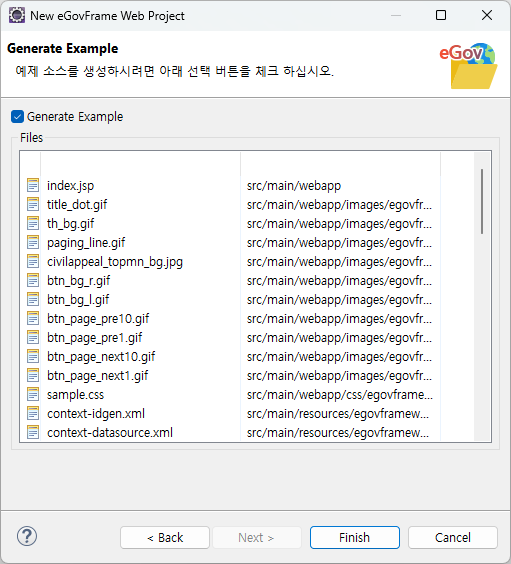 New eGovFrame Web Project
Generate Example
예제 소스를 생성하시려면 아래 선택 버튼을 체크 하십시오.
eGov
Generate Example
Files
index.jsp src/main/webapp
title_dot.gif src/main/webapp/images/egovfr...
th_bg.gif src/main/webapp/images/egovfr...
paging_line.gif src/main/webapp/images/egovfr...
civilappeal_topmn_bg.jpg src/main/webapp/images/egovfr...
btn_bg_r.gif src/main/webapp/images/egovfr...
btn_bg_l.gif src/main/webapp/images/egovfr...
btn_page_pre10.gif src/main/webapp/images/egovfr...
btn_page_pre1.gif src/main/webapp/images/egovfr...
btn_page_next10.gif src/main/webapp/images/egovfr...
btn_page_next1.gif src/main/webapp/images/egovfr...
sample.css src/main/webapp/css/egovframe...
context-idgen.xml src/main/resources/egovframew...
context-datasource.xml src/main/resources/egovframew...
?
< Back Next > Finish Cancel